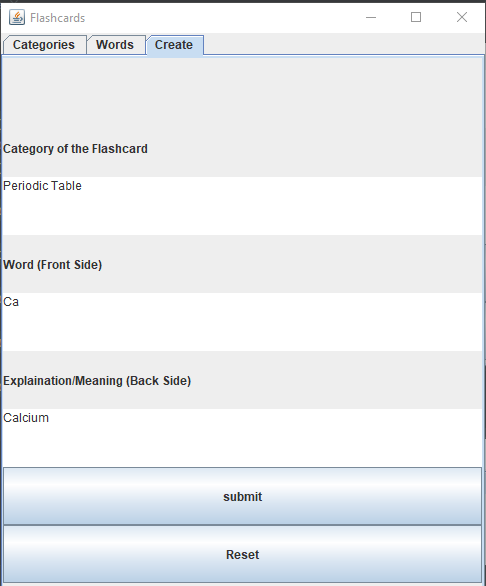 Flashcards
Categories Words Create
Category of the Flashcard
Periodic Table
Word (Front Side)
Ca
Explaination/Meaning (Back Side)
Calcium
submit
Reset